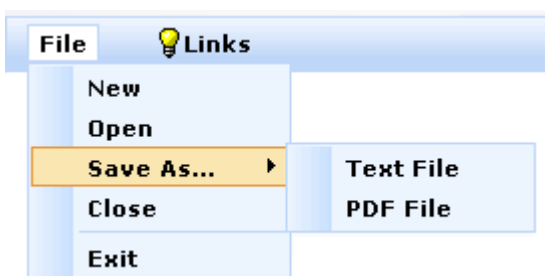 File Links
New
Open
Save As... Text File
Close PDF File
Exit